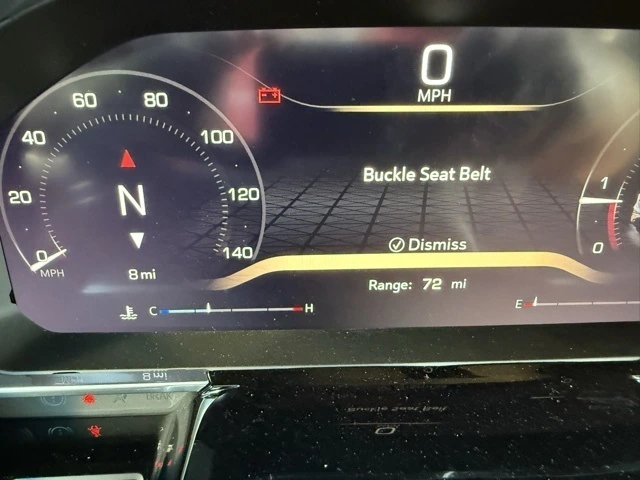 0
MPH
60 80
40 100
20 120
0 140
MPH
N
8 mi
Buckle Seat Belt
Dismiss
Range: 72 mi
C H
E
1
0